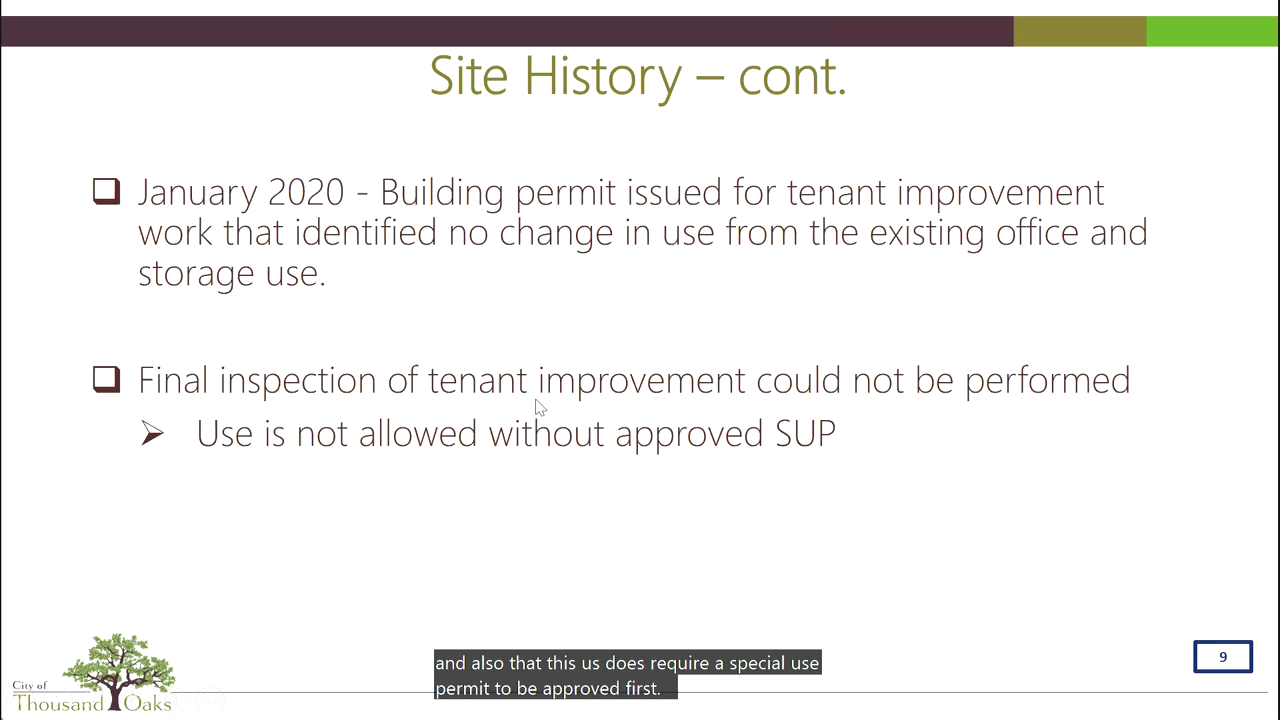 Site History – cont.
❑ January 2020 - Building permit issued for tenant improvement
work that identified no change in use from the existing office and
storage use.
❑ Final inspection of tenant improvement could not be performed
➢ Use is not allowed without approved SUP
and also that this us does require a special use
permit to be approved first.
9
City of
Thousand Oaks